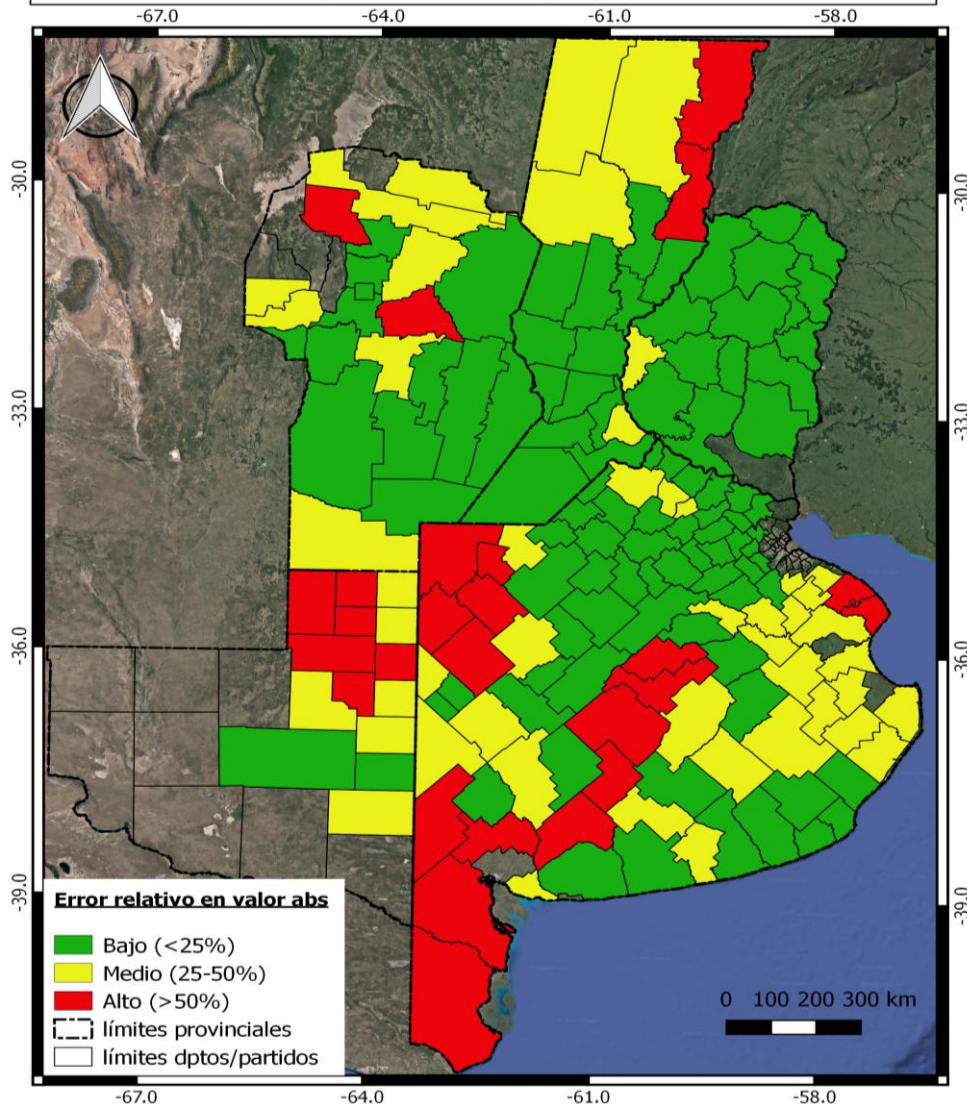 -67.0 -64.0 -61.0 -58.0
-30.0 -30.0
-33.0 -33.0
-36.0 -36.0
-39.0 -39.0
Error relativo en valor abs
Bajo (<25%)
Medio (25-50%)
Alto (>50%)
límites provinciales
límites dptos/partidos
0 100 200 300 km
-67.0 -64.0 -61.0 -58.0